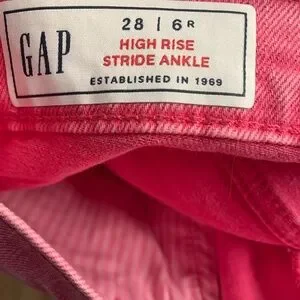 GAP
28 | 6R
HIGH RISE
STRIDE ANKLE
ESTABLISHED IN 1969